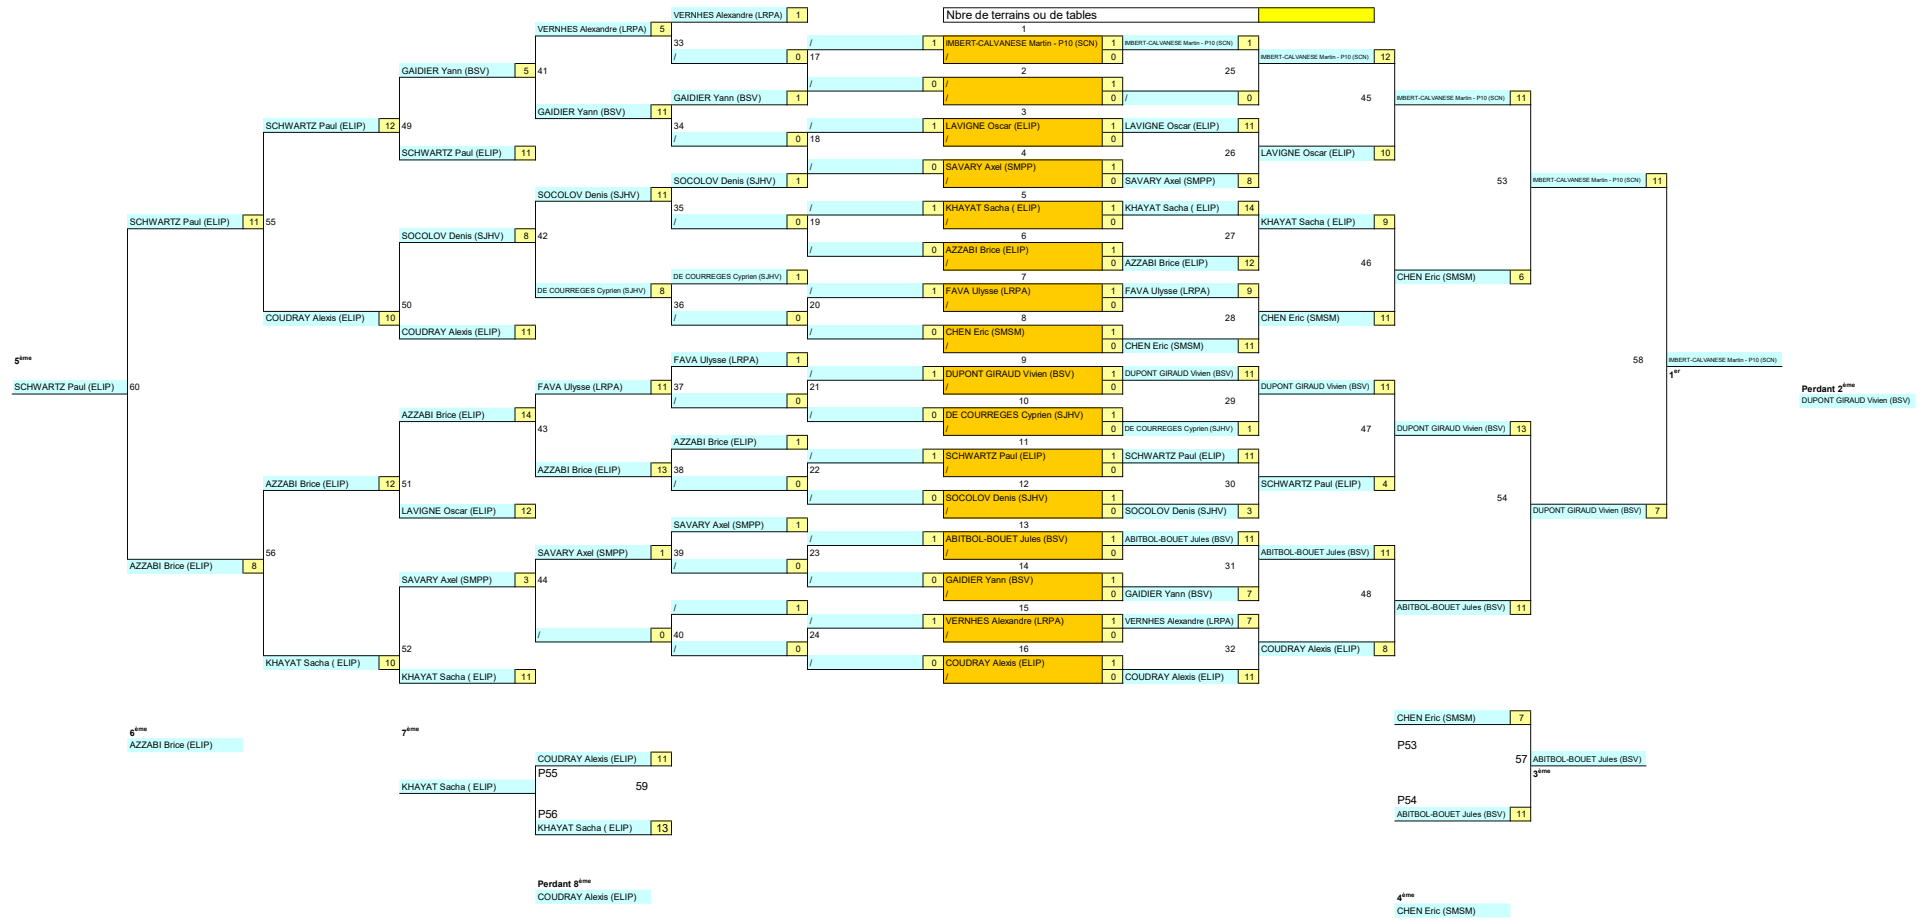 VERNHES Alexandre (LRPA) 1 Nbre de terrains ou de tables
VERNHES Alexandre (LRPA) 5 1
33 / 1 IMBERT-CALVANESE Martin - P10 (SCN) 1 IMBERT-CALVANESE Martin - P10 (SCN) 1
/ 0 17 / 0 IMBERT-CALVANESE Martin - P10 (SCN) 12
GAIDIER Yann (BSV) 5 41 2 25
/ 0 / 1
GAIDIER Yann (BSV) 1 / 0 / 0 45 IMBERT-CALVANESE Martin - P10 (SCN) 11
GAIDIER Yann (BSV) 11 3
SCHWARTZ Paul (ELIP) 12 49 34 / 1 LAVIGNE Oscar (ELIP) 1 LAVIGNE Oscar (ELIP) 11
/ 0 18 / 0
SCHWARTZ Paul (ELIP) 11 4 26 LAVIGNE Oscar (ELIP) 10
/ 0 SAVARY Axel (SMPP) 1
SOCOLOV Denis (SJHV) 1 / 0 SAVARY Axel (SMPP) 8 53 IMBERT-CALVANESE Martin - P10 (SCN) 11
SOCOLOV Denis (SJHV) 11 5
35 / 1 KHAYAT Sacha ( ELIP) 1 KHAYAT Sacha ( ELIP) 14
SCHWARTZ Paul (ELIP) 11 55 / 0 19 / 0 KHAYAT Sacha ( ELIP) 9
SOCOLOV Denis (SJHV) 8 42 6 27
/ 0 AZZABI Brice (ELIP) 1
/ 0 AZZABI Brice (ELIP) 12 46
DE COURREGES Cyprien (SJHV) 1 7 CHEN Eric (SMSM) 6
DE COURREGES Cyprien (SJHV) 8 / 1 FAVA Ulysse (LRPA) 1 FAVA Ulysse (LRPA) 9
50 36 20 / 0
COUDRAY Alexis (ELIP) 10 / 0 8 28 CHEN Eric (SMSM) 11
COUDRAY Alexis (ELIP) 11 / 0 CHEN Eric (SMSM) 1
/ 0 CHEN Eric (SMSM) 11
5ème FAVA Ulysse (LRPA) 1 9 58 IMBERT-CALVANESE Martin - P10 (SCN)
/ 1 DUPONT GIRAUD Vivien (BSV) 1 DUPONT GIRAUD Vivien (BSV) 11 1er
SCHWARTZ Paul (ELIP) 60 FAVA Ulysse (LRPA) 11 37 21 / 0 DUPONT GIRAUD Vivien (BSV) 11 Perdant 2ème
/ 0 10 29 DUPONT GIRAUD Vivien (BSV)
AZZABI Brice (ELIP) 14 / 0 DE COURREGES Cyprien (SJHV) 1
43 / 0 DE COURREGES Cyprien (SJHV) 1 47 DUPONT GIRAUD Vivien (BSV) 13
AZZABI Brice (ELIP) 1 11
/ 1 SCHWARTZ Paul (ELIP) 1 SCHWARTZ Paul (ELIP) 11
AZZABI Brice (ELIP) 13 38 22 / 0
AZZABI Brice (ELIP) 12 51 / 0 12 30 SCHWARTZ Paul (ELIP) 4
/ 0 SOCOLOV Denis (SJHV) 1 54
LAVIGNE Oscar (ELIP) 12 / 0 SOCOLOV Denis (SJHV) 3 DUPONT GIRAUD Vivien (BSV) 7
SAVARY Axel (SMPP) 1 13
/ 1 ABITBOL-BOUET Jules (BSV) 1 ABITBOL-BOUET Jules (BSV) 11
56 SAVARY Axel (SMPP) 1 39 23 / 0 ABITBOL-BOUET Jules (BSV) 11
AZZABI Brice (ELIP) 8 / 0 14 31
SAVARY Axel (SMPP) 3 44 / 0 GAIDIER Yann (BSV) 1
/ 0 GAIDIER Yann (BSV) 7 48
/ 1 15 ABITBOL-BOUET Jules (BSV) 11
/ 1 VERNHES Alexandre (LRPA) 1 VERNHES Alexandre (LRPA) 7
/ 0 40 24 / 0
52 / 0 16 32 COUDRAY Alexis (ELIP) 8
KHAYAT Sacha ( ELIP) 10 / 0 COUDRAY Alexis (ELIP) 1
KHAYAT Sacha ( ELIP) 11 / 0 COUDRAY Alexis (ELIP) 11
CHEN Eric (SMSM) 7
6ème 7ème
AZZABI Brice (ELIP) P53
COUDRAY Alexis (ELIP) 11 57 ABITBOL-BOUET Jules (BSV)
P55 3ème
KHAYAT Sacha ( ELIP) 59
P54
P56 ABITBOL-BOUET Jules (BSV) 11
KHAYAT Sacha ( ELIP) 13
Perdant 8ème
COUDRAY Alexis (ELIP) 4ème
CHEN Eric (SMSM)